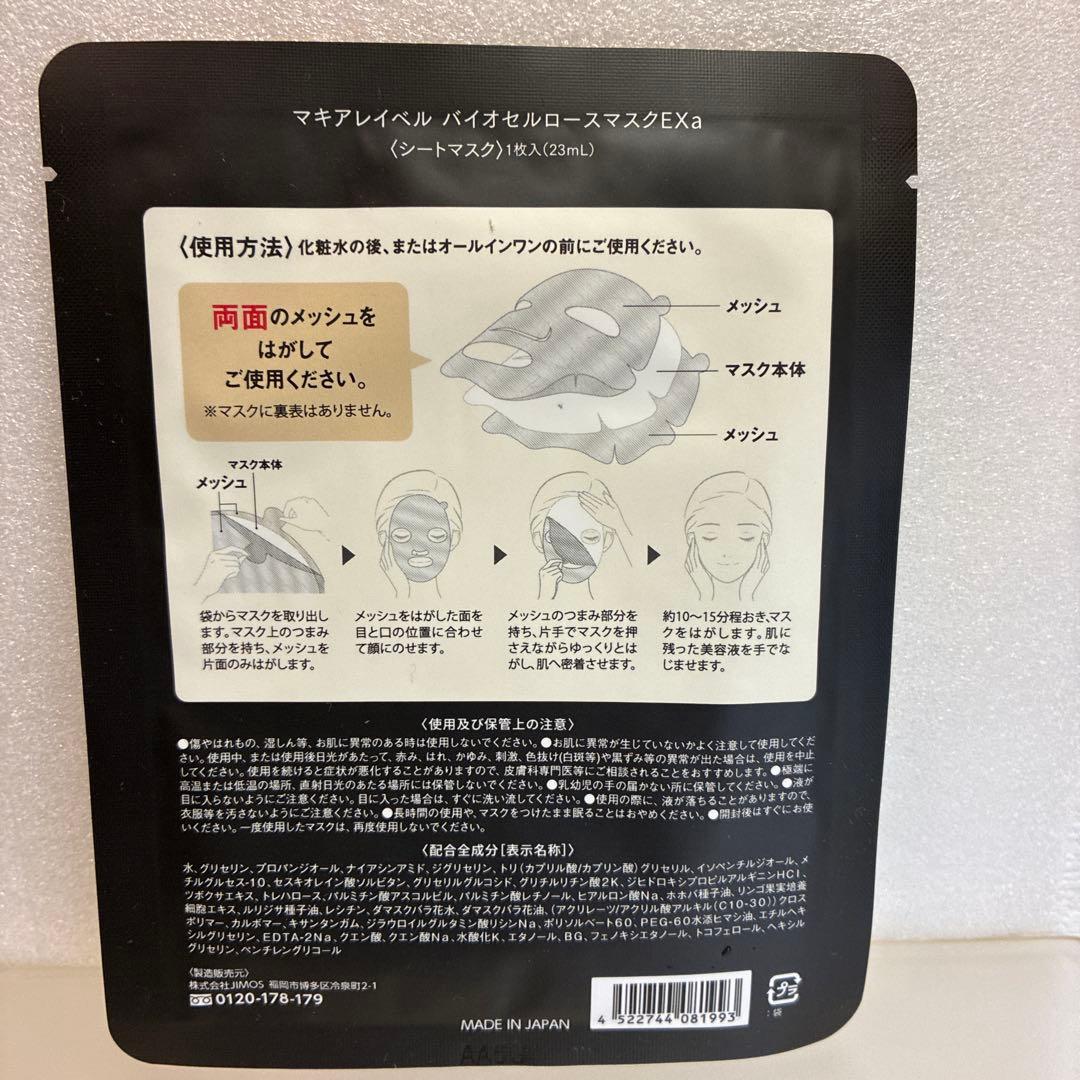 マキアレイベル バイオセルロースマスクEXa
〈シートマスク〉1枚入(23mL)
〈使用方法〉化粧水の後、またはオールインワンの前にご使用ください。
両面のメッシュを
はがして
ご使用ください。
※マスクに裏表はありません。
メッシュ
マスク本体
メッシュ
マスク本体
メッシュ
袋からマスクを取り出し
ます。マスク上のつまみ
部分を持ち、メッシュを
片面のみはがします。
メッシュをはがした面を
目と口の位置に合わせ
て顔にのせます。
メッシュのつまみ部分を
持ち、片手でマスクを押
さえながらゆっくりとは
がし、肌へ密着させます。
約10〜15分程おき、マス
クをはがします。肌に
残った美容液を手でな
じませます。
〈使用及び保管上の注意〉
●傷やはれもの、湿しん等、お肌に異常のある時は使用しないでください。●お肌に異常が生じていないかよく注意して使用してくだ
さい。使用中、または使用後日光があたって、赤み、はれ、かゆみ、刺激、色抜け(白斑等)や黒ずみ等の異常が出た場合は、使用を中止
してください。使用を続けると症状が悪化することがありますので、皮膚科専門医等にご相談されることをおすすめします。●極端に
高温または低温の場所、直射日光のあたる場所には保管しないでください。●乳幼児の手の届かない所に保管してください。●液が
目に入らないようにご注意ください。目に入った場合は、すぐに洗い流してください。●使用の際に、液が落ちることがありますので、
衣服等を汚さないようにご注意ください。●長時間の使用や、マスクをつけたまま眠ることはおやめください。●開封後はすぐにお使
いください。一度使用したマスクは、再度使用しないでください。
〈配合全成分[表示名称]〉
水、グリセリン、プロパンジオール、ナイアシンアミド、ジグリセリン、トリ(カプリル酸/カプリン酸)グリセリル、イソペンチルジオール、メ
チルグルセス-10、セスキオレイン酸ソルビタン、グリセリルグルコシド、グリチルリチン酸2K、ジヒドロキシプロピルアルギニンHCl、
ツボクサエキス、トレハロース、パルミチン酸アスコルビル、パルミチン酸レチノール、ヒアルロン酸Na、ホホバ種子油、リンゴ果実培養
細胞エキス、ルリジサ種子油、レシチン、ダマスクバラ花水、ダマスクバラ花油、(アクリレーツ/アクリル酸アルキル(C10-30))クロス
ポリマー、カルボマー、キサンタンガム、ジラウロイルグルタミン酸リシンNa、ポリソルベート60、PEG-60水添ヒマシ油、エチルヘキ
シルグリセリン、EDTA-2Na、クエン酸、クエン酸Na、水酸化K、エタノール、BG、フェノキシエタノール、トコフェロール、ヘキシル
グリセリン、ペンチレングリコール
〈製造販売元〉
株式会社JIMOS 福岡市博多区冷泉町2-1
0120-178-179
MADE IN JAPAN
4 522744 081993
プラ
:袋